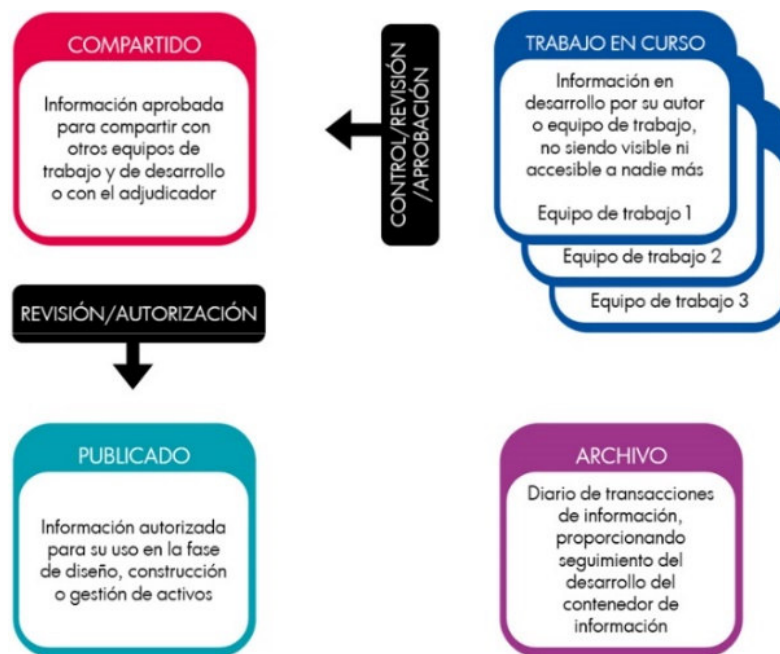 COMPARTIDO
Información aprobada
para compartir con
otros equipos de
trabajo y de desarrollo
o con el adjudicador
CONTROL/REVISIÓN
/APROBACIÓN
TRABAJO EN CURSO
Información en
desarrollo por su autor
o equipo de trabajo,
no siendo visible ni
accesible a nadie más
Equipo de trabajo 1
Equipo de trabajo 2
Equipo de trabajo 3
REVISIÓN/AUTORIZACIÓN
PUBLICADO
Información autorizada
para su uso en la fase
de diseño, construcción
o gestión de activos
ARCHIVO
Diario de transacciones
de información,
proporcionando
seguimiento del
desarrollo del
contenedor de
información